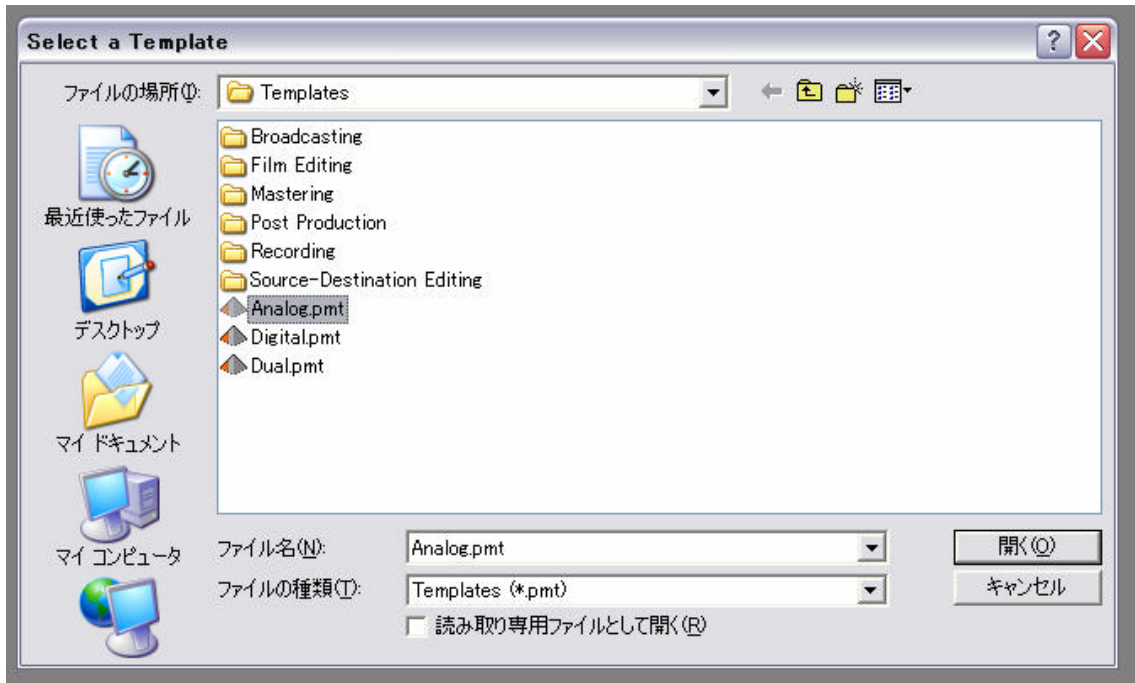 Select a Template
ファイルの場所(I):
Templates
最近使ったファイル
デスクトップ
マイ ドキュメント
マイ コンピュータ
Broadcasting
Film Editing
Mastering
Post Production
Recording
Source-Destination Editing
Analog.pmt
Digital.pmt
Dual.pmt
ファイル名(N):
Analog.pmt
開く(O)
ファイルの種類(T):
Templates (*.pmt)
キャンセル
読み取り専用ファイルとして開く(R)